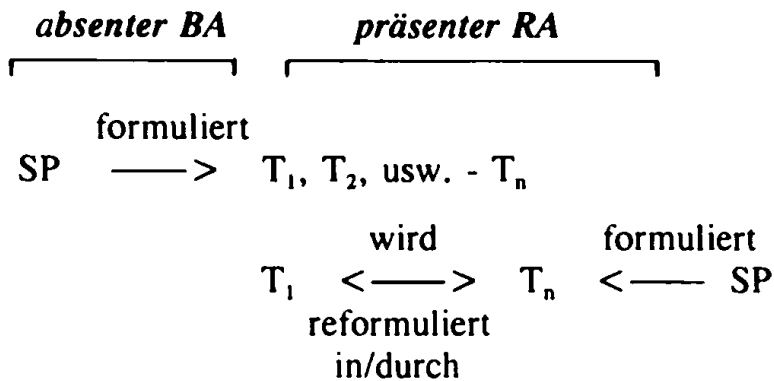 absenter BA präsenter RA
formuliert
SP ——> T₁, T₂, usw. - Tₙ
wird formuliert
T₁ <——> Tₙ <—— SP
reformuliert
in/durch